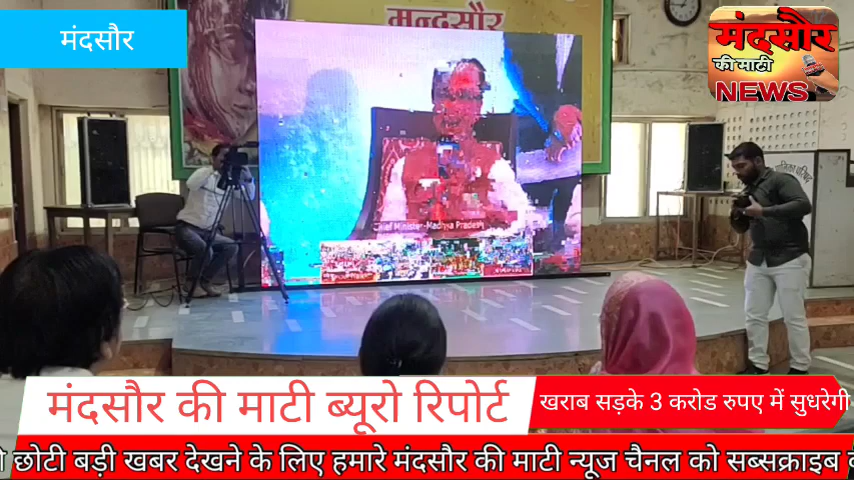 मंदसौर
मन्दसौर
मंदसौर
की माटी
NEWS
Chief Minister-Madhya Pradesh
मंदसौर की माटी ब्यूरो रिपोर्ट
खराब सड़के 3 करोड रुपए में सुधरेगी
छोटी बड़ी खबर देखने के लिए हमारे मंदसौर की माटी न्यूज चैनल को सब्सक्राइब